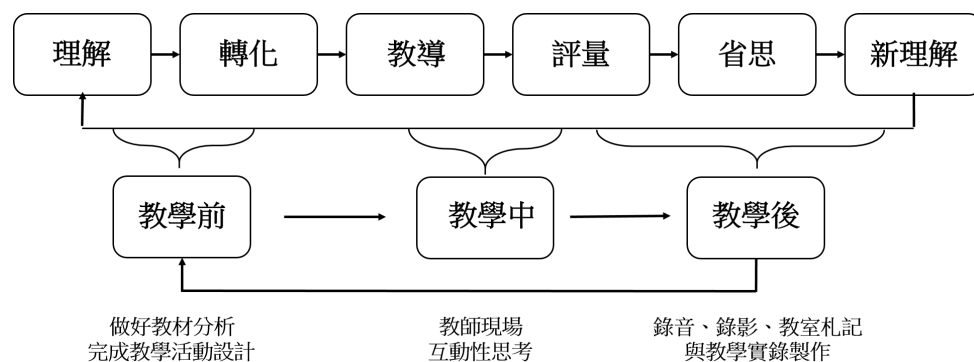 理解
轉化
教導
評量
省思
新理解
教學前
教學中
教學後
做好教材分析
完成教學活動設計
教師現場
互動性思考
錄音、錄影、教室札記
與教學實錄製作